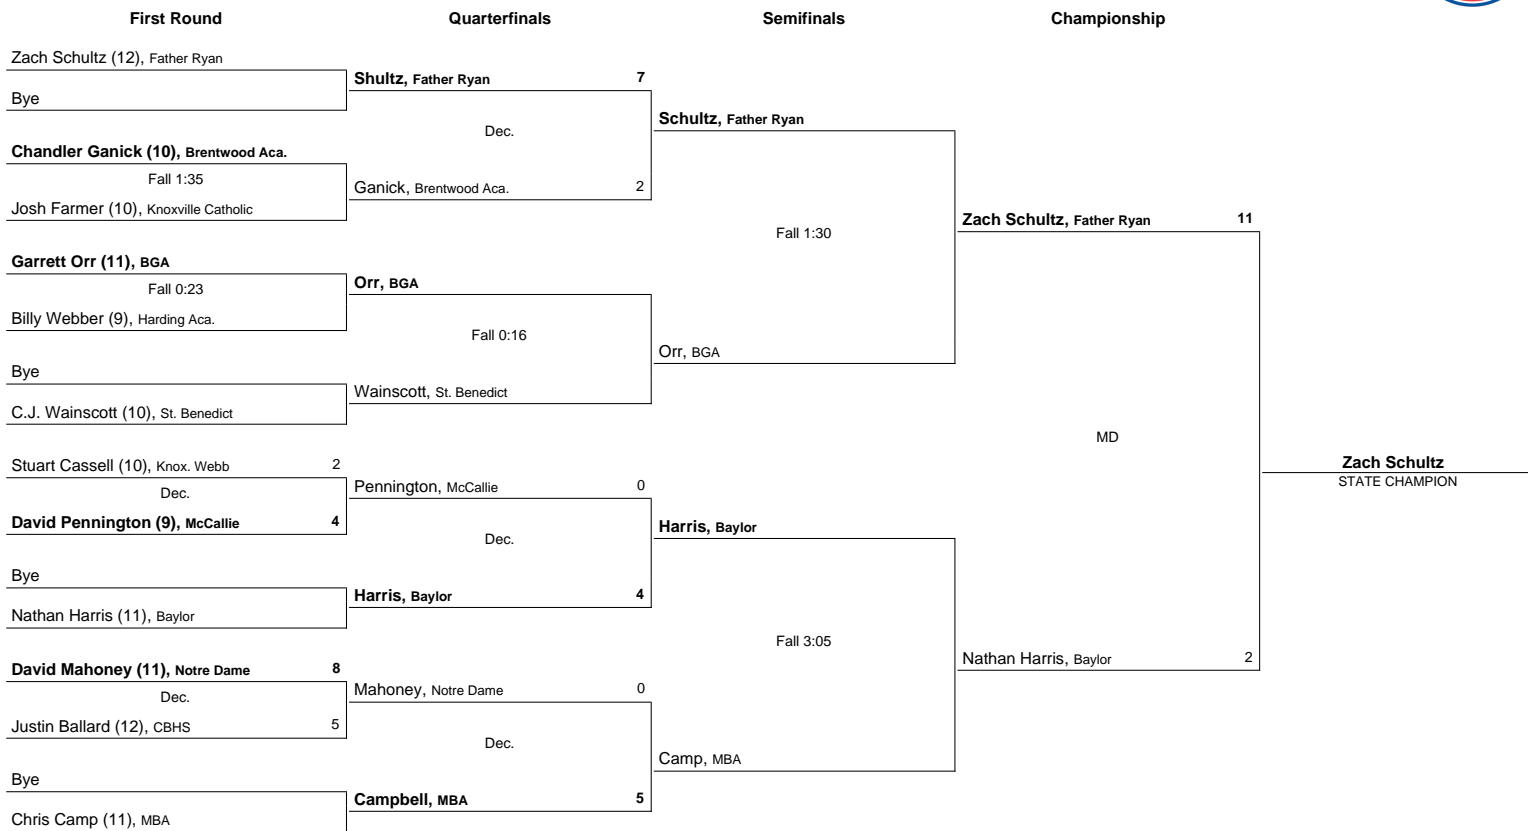 First Round
Quarterfinals
Semifinals
Championship
Zach Schultz (12), Father Ryan
Bye
Chandler Ganick (10), Brentwood Aca.
Fall 1:35
Josh Farmer (10), Knoxville Catholic
Garrett Orr (11), BGA
Fall 0:23
Billy Webber (9), Harding Aca.
Bye
C.J. Wainscott (10), St. Benedict
Stuart Cassell (10), Knox. Webb 2
Dec.
David Pennington (9), McCallie 4
Bye
Nathan Harris (11), Baylor
David Mahoney (11), Notre Dame 8
Dec.
Justin Ballard (12), CBHS 5
Bye
Chris Camp (11), MBA
Shultz, Father Ryan 7
Dec.
Ganick, Brentwood Aca. 2
Orr, BGA
Fall 0:16
Wainscott, St. Benedict
Pennington, McCallie 0
Dec.
Harris, Baylor 4
Mahoney, Notre Dame 0
Dec.
Campbell, MBA 5
Schultz, Father Ryan
Fall 1:30
Orr, BGA
Harris, Baylor
Fall 3:05
Camp, MBA
Zach Schultz, Father Ryan 11
MD
Nathan Harris, Baylor 2
Zach Schultz
STATE CHAMPION